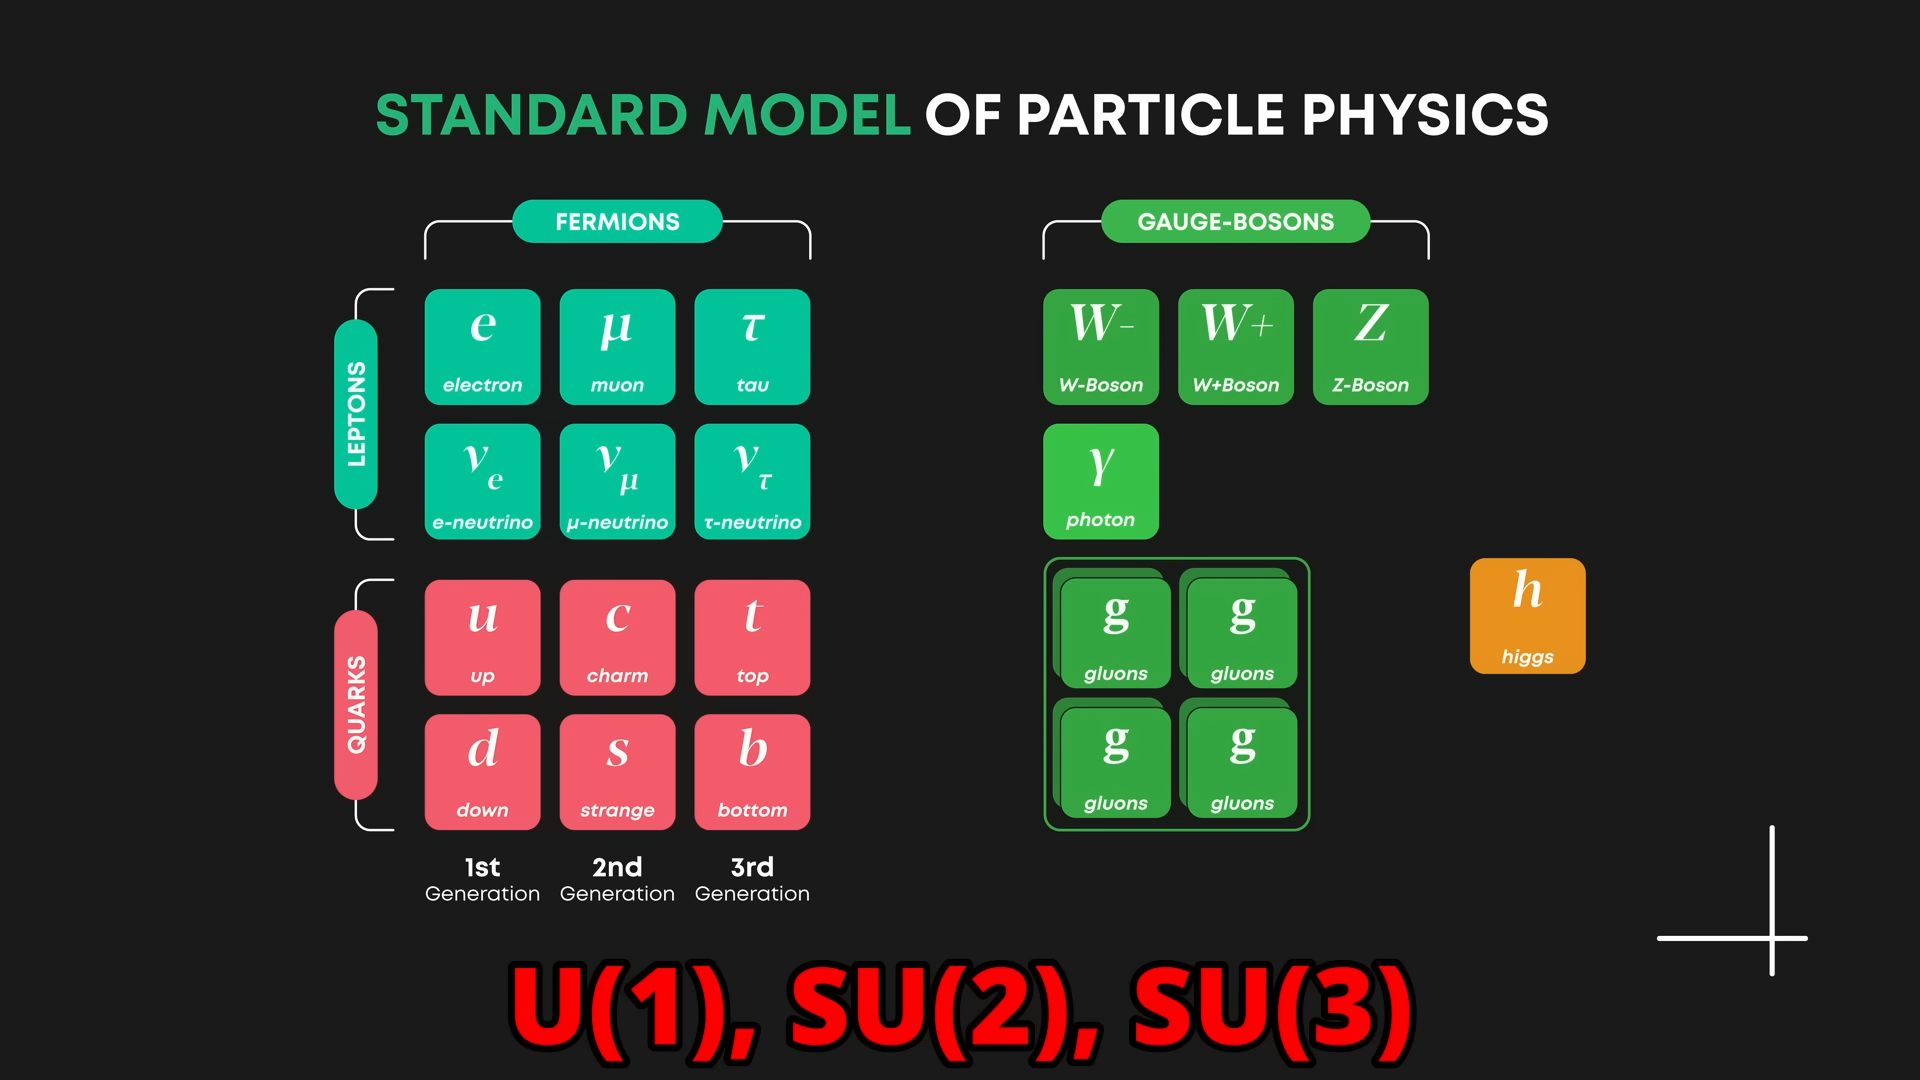 STANDARD MODEL OF PARTICLE PHYSICS
FERMIONS
GAUGE-BOSONS
LEPTONS
e
electron
μ
muon
τ
tau
νe
e-neutrino
νμ
μ-neutrino
ντ
τ-neutrino
QUARKS
u
up
c
charm
t
top
d
down
s
strange
b
bottom
1st
Generation
2nd
Generation
3rd
Generation
W-
W-Boson
W+
W+Boson
Z
Z-Boson
γ
photon
g
gluons
g
gluons
g
gluons
g
gluons
h
higgs
U(1), SU(2), SU(3)